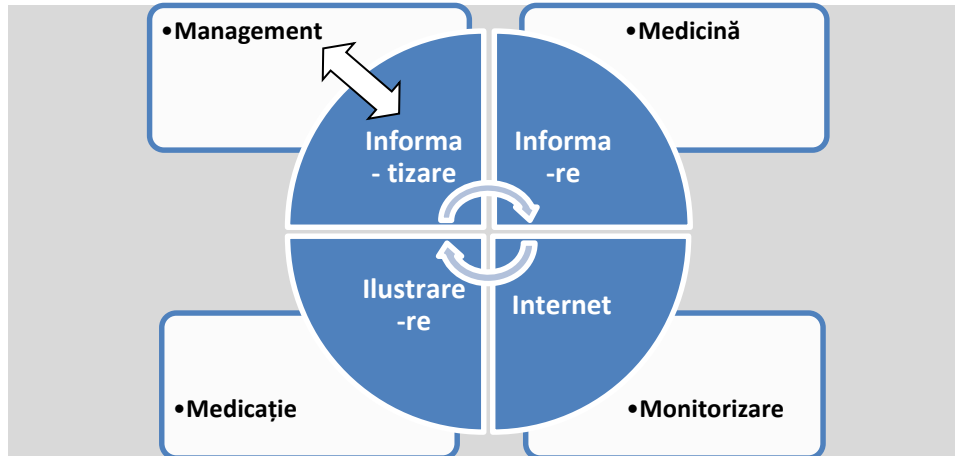 •Management
•Medicină
Informa
- tizare
Informa
-re
Ilustrare
-re
Internet
•Medicație
•Monitorizare